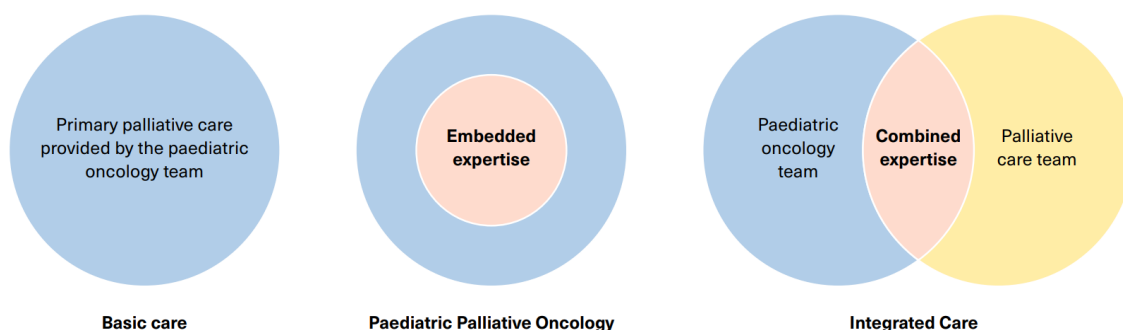 Primary palliative care
provided by the paediatric
oncology team
Embedded
expertise
Paediatric
oncology
team
Combined
expertise
Palliative
care team
Basic care
Paediatric Palliative Oncology
Integrated Care